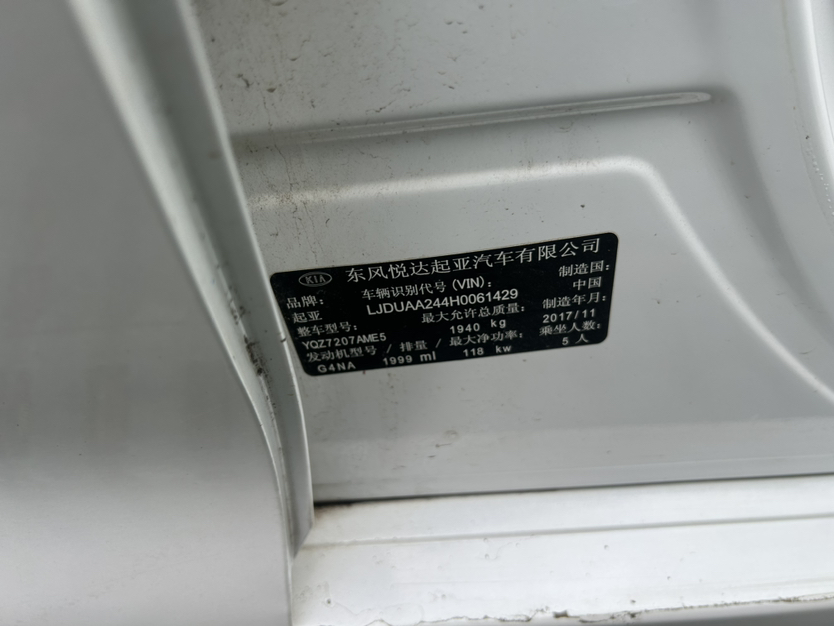 KIA 东风悦达起亚汽车有限公司
品牌: 车辆识别代号(VIN): 制造国:
起亚 LJDUAA244H0061429 中国
整车型号: 最大允许总质量: 制造年月:
YQZ7207AME5 1940 kg 2017/11
发动机型号/排量/最大净功率: 乘坐人数:
G4NA 1999 ml 118 kw 5 人